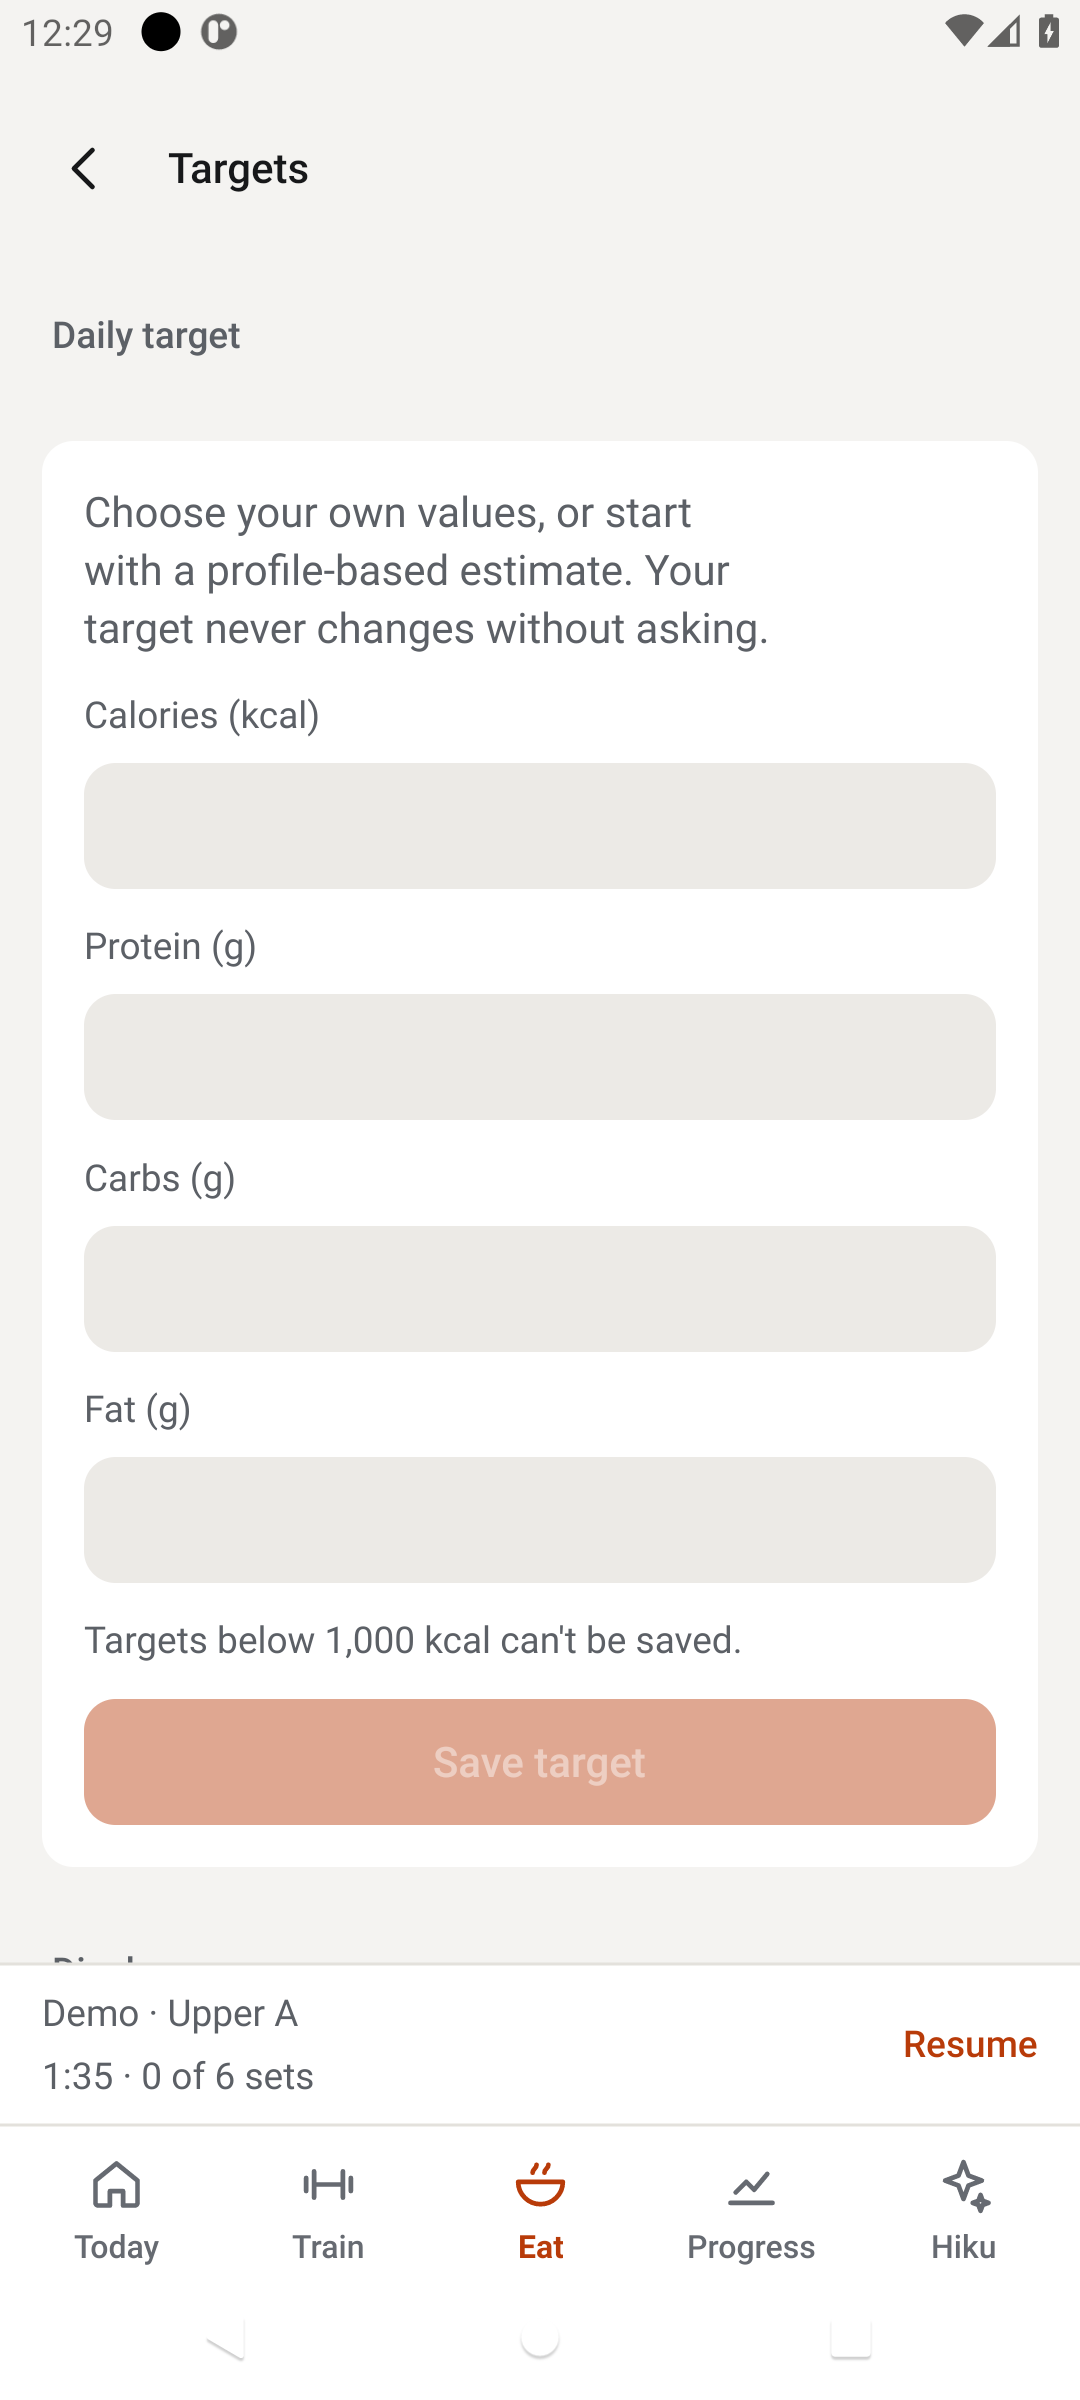 12:29
Targets
Daily target
Choose your own values, or start
with a profile-based estimate. Your
target never changes without asking.
Calories (kcal)
Protein (g)
Carbs (g)
Fat (g)
Targets below 1,000 kcal can't be saved.
Save target
Demo · Upper A
1:35 · 0 of 6 sets
Resume
Today
Train
Eat
Progress
Hiku